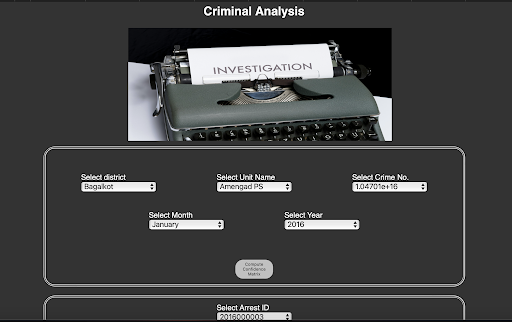 Criminal Analysis
INVESTIGATION
Select district
Bagalkot
Select Unit Name
Amengad PS
Select Crime No.
1.04701e+16
Select Month
January
Select Year
2016
Compute
Confidence
Matrix
Select Arrest ID
2016000003